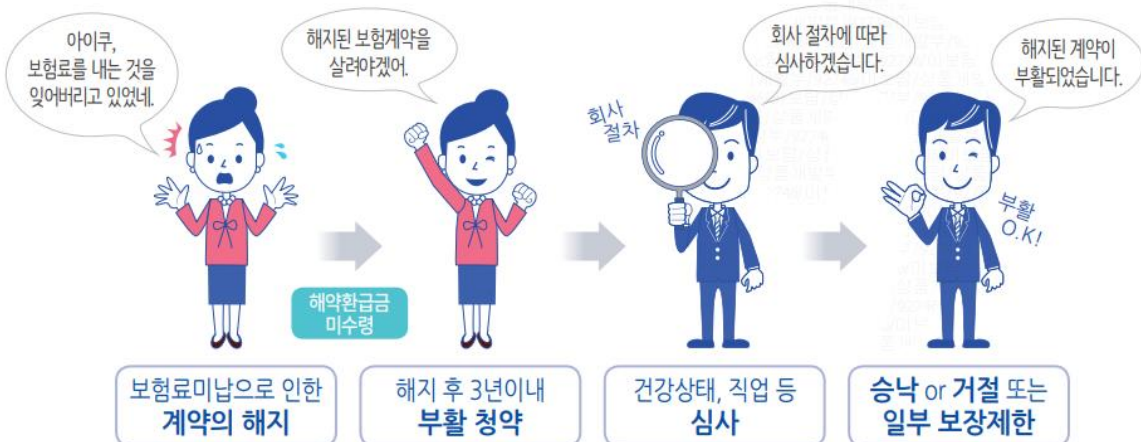 아이쿠,
보험료를 내는 것을
잊어버리고 있었네.
해지된 보험계약을
살려야겠어.
회사 절차에 따라
심사하겠습니다.
해지된 계약이
부활되었습니다.
회사
절차
부활
O.K!
해약환급금
미수령
보험료미납으로 인한
계약의 해지
해지 후 3년이내
부활 청약
건강상태, 직업 등
심사
승낙 or 거절 또는
일부 보장제한